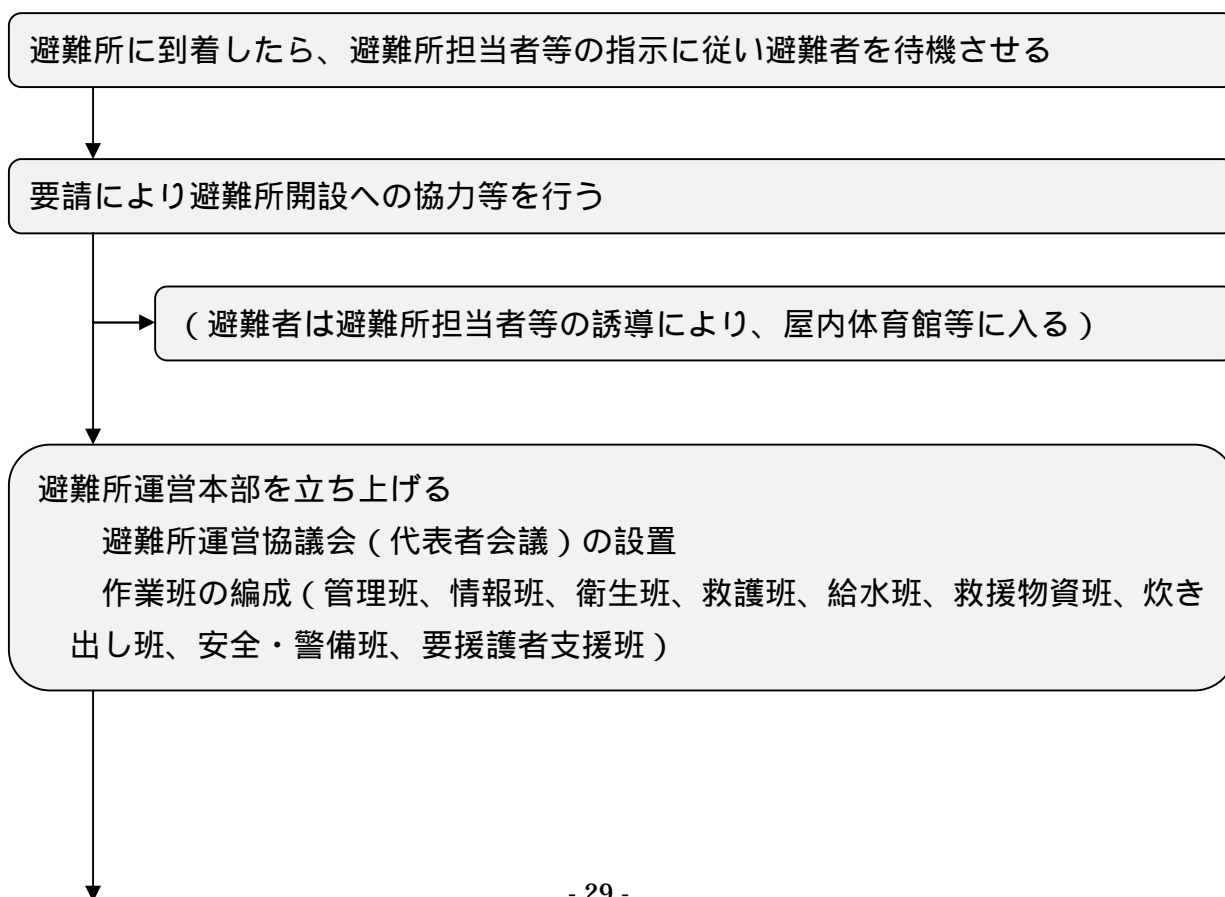 避難所に到着したら、避難所担当者等の指示に従い避難者を待機させる
要請により避難所開設への協力等を行う
（避難者は避難所担当者等の誘導により、屋内体育館等に入る）
避難所運営本部を立ち上げる
避難所運営協議会（代表者会議）の設置
作業班の編成（管理班、情報班、衛生班、救護班、給水班、救援物資班、炊き
出し班、安全・警備班、要援護者支援班）
- 29 -